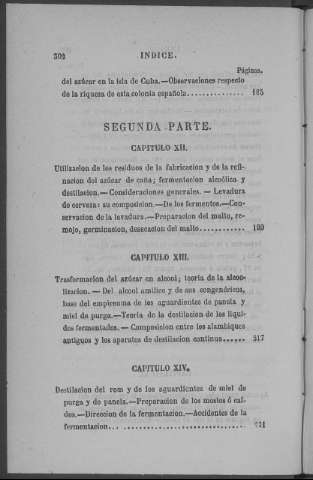 302 INDICE.
Páginas.
del azúcar en la isla de Cuba.—Observaciones respecto
de la riqueza de esta colonia española............... 185
SEGUNDA PARTE.
CAPITULO XII.
Utilizacion de los residuos de la fabricacion y de la refi-
nacion del azúcar de caña; fermentacion alcohólica y
destilacion.—Consideraciones generales. — Levadura
de cerveza: su composicion.—De los fermentos.—Con-
servacion de la levadura.—Preparacion del malto, re-
mojo, germinacion, desecacion del malto............
CAPITULO XIII.
Trasformacion del azúcar en alcool; teoría de la alcoo-
lizacion. — Del alcool amílico y de sus congenéricos,
base del empireuma de los aguardientes de panela y
miel de purga.—Teoría de la destilacion de los líqui-
dos fermentados. — Comparacion entre los alambiques
antiguos y los aparatos de destilacion continua...... 217
CAPITULO XIV.
Destilacion del rom y de los aguardientes de miel de
purga y de panela.—Preparacion de los mostos ó cal-
dos.—Direccion de la fermentacion.—Accidentes de la
fermentacion...................................